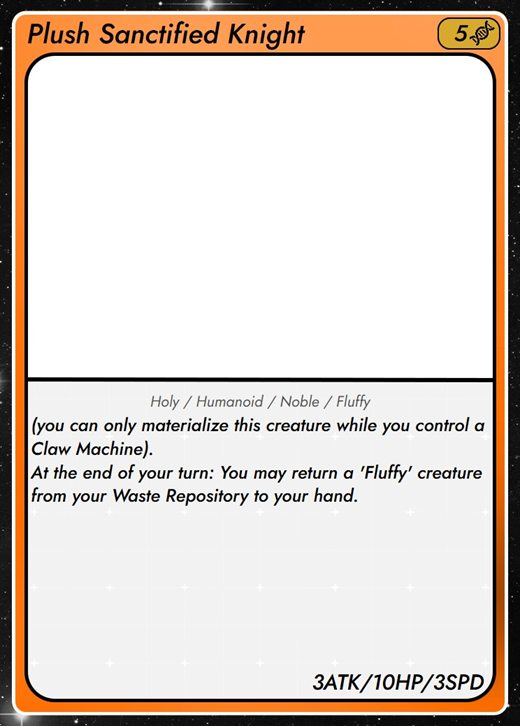 Plush Sanctified Knight
5
Holy / Humanoid / Noble / Fluffy
(you can only materialize this creature while you control a
Claw Machine).
At the end of your turn: You may return a 'Fluffy' creature
from your Waste Repository to your hand.
3ATK/10HP/3SPD